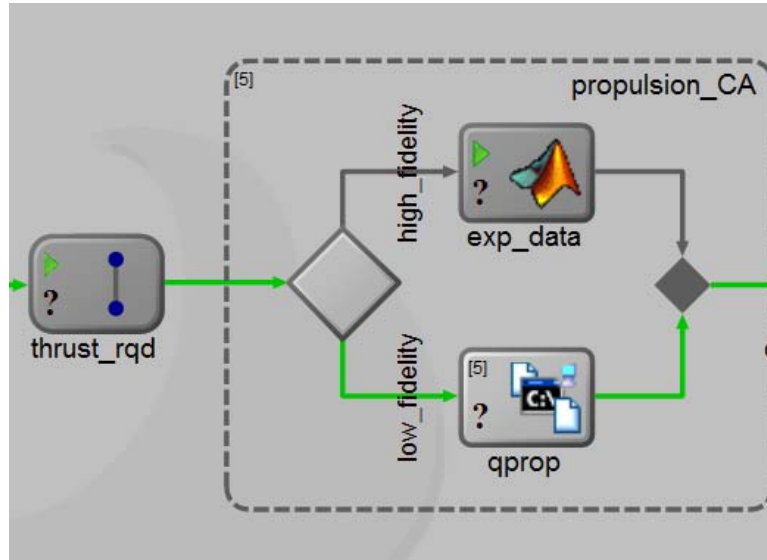 [5]
propulsion_CA
high_fidelity
?
exp_data
?
thrust_rqd
low_fidelity
[5]
C:\
?
qprop